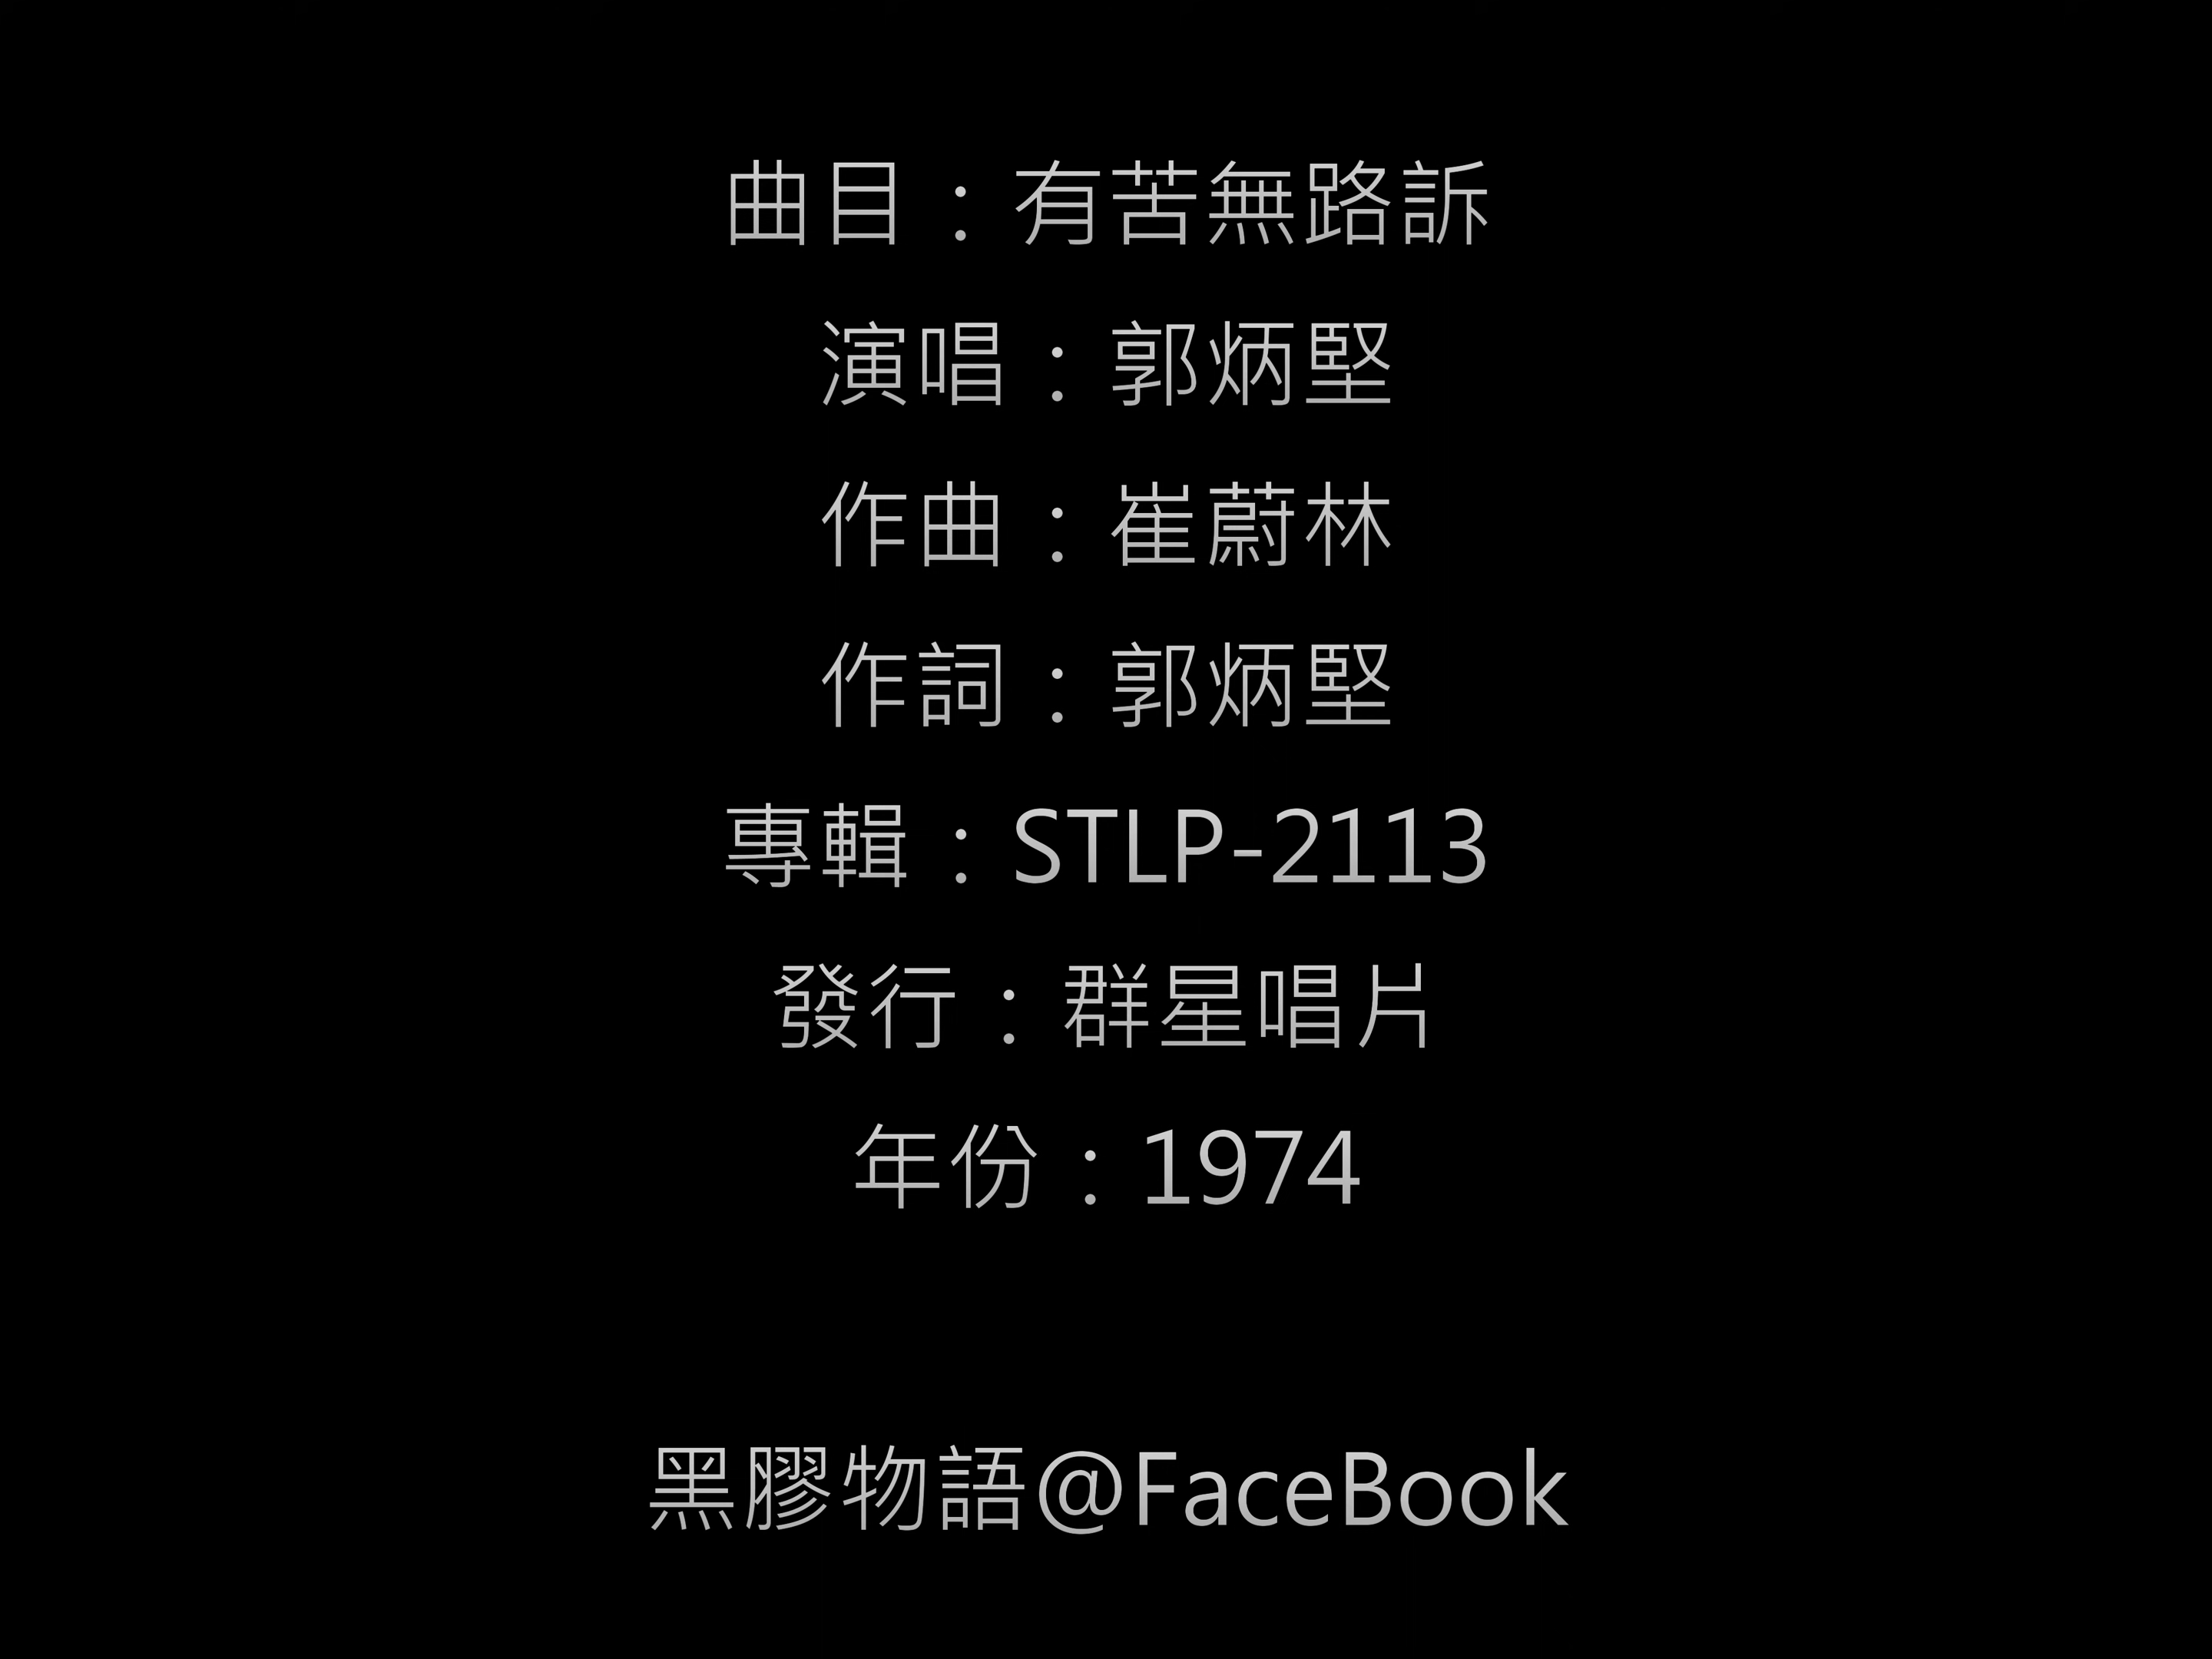 曲目：有苦無路訴
演唱：郭炳堅
作曲：崔蔚林
作詞：郭炳堅
專輯：STLP-2113
發行：群星唱片
年份：1974
黑膠物語@FaceBook